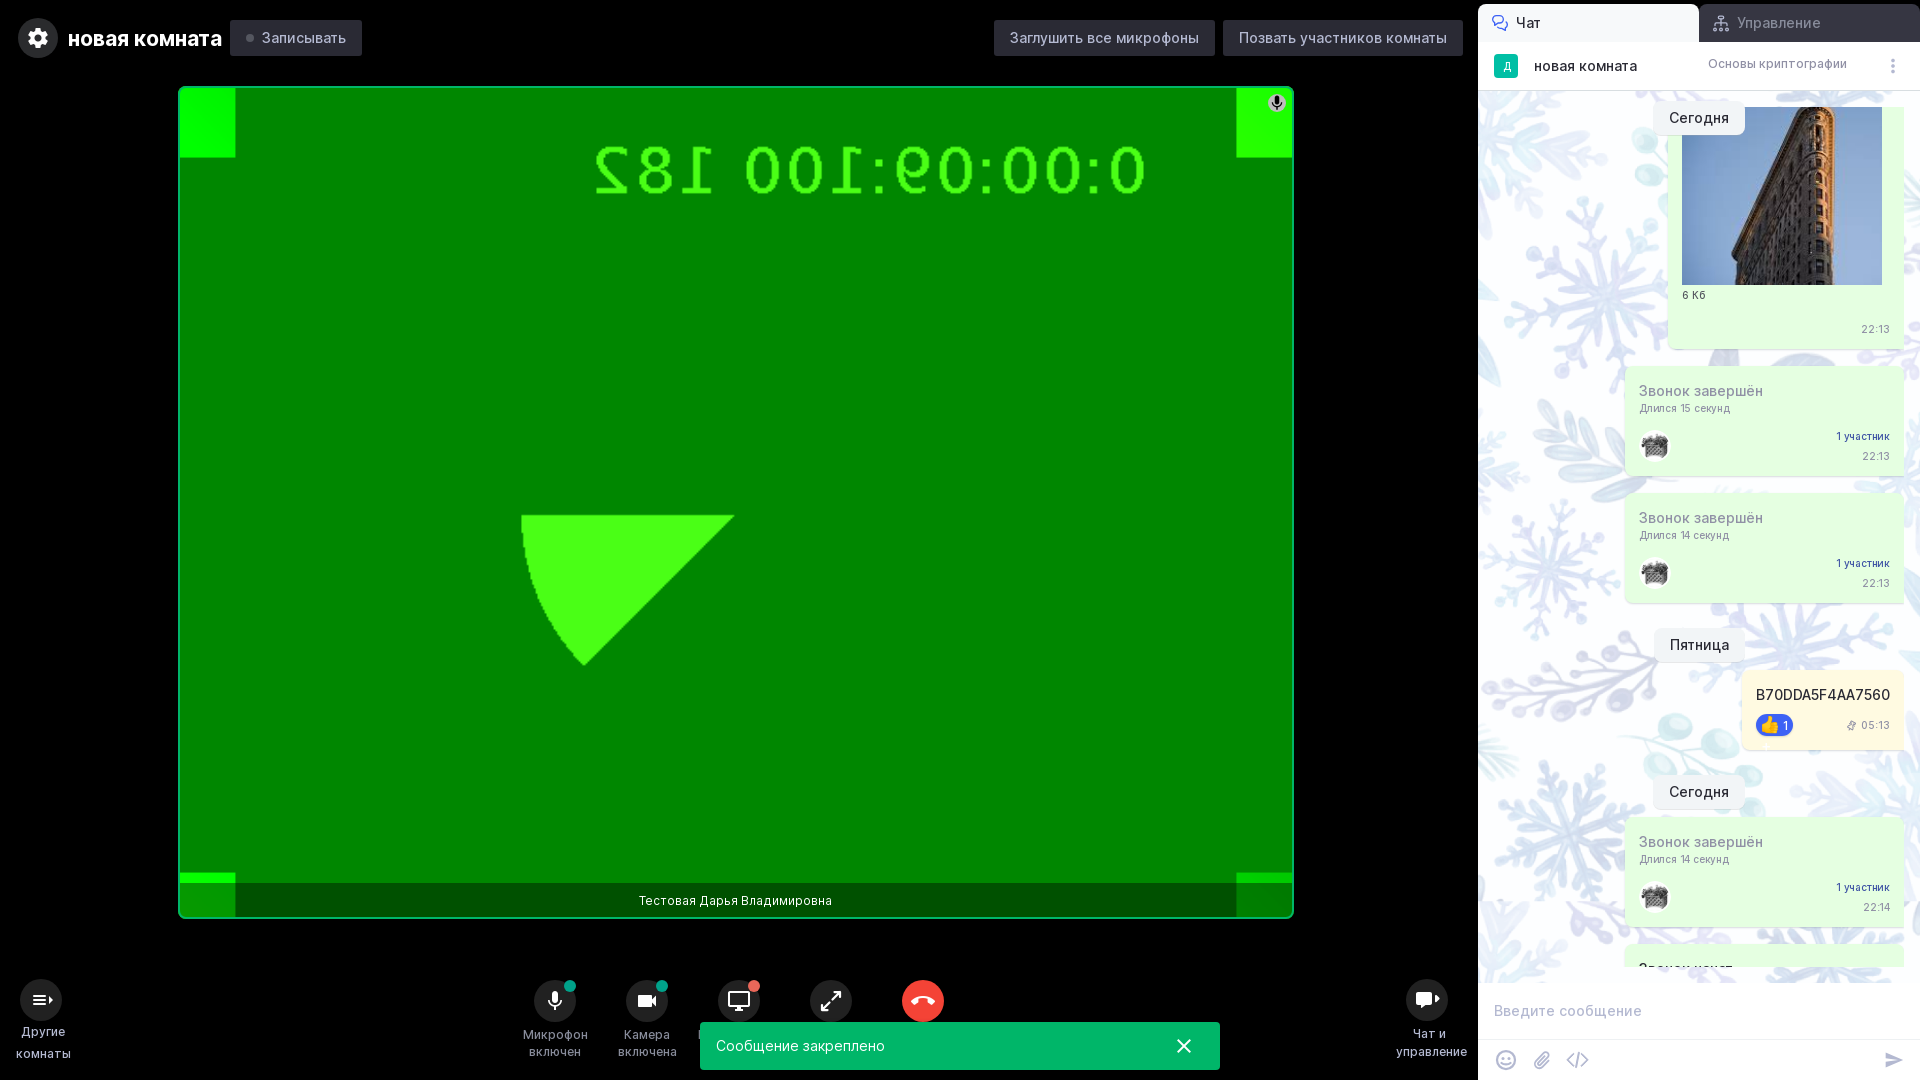 новая комната
Записывать
Заглушить все микрофоны
Позвать участников комнаты
0:00:09:100 182
Тестовая Дарья Владимировна
Другие
комнаты
Микрофон
включен
Камера
включена
Сообщение закреплено
Чат и
управление
Чат
Управление
Д
новая комната
Основы криптографии
Сегодня
6 Кб
22:13
Звонок завершён
Длился 15 секунд
1 участник
22:13
Звонок завершён
Длился 14 секунд
1 участник
22:13
Пятница
B70DDA5F4AA7560
1
05:13
Сегодня
Звонок завершён
Длился 14 секунд
1 участник
22:14
Введите сообщение